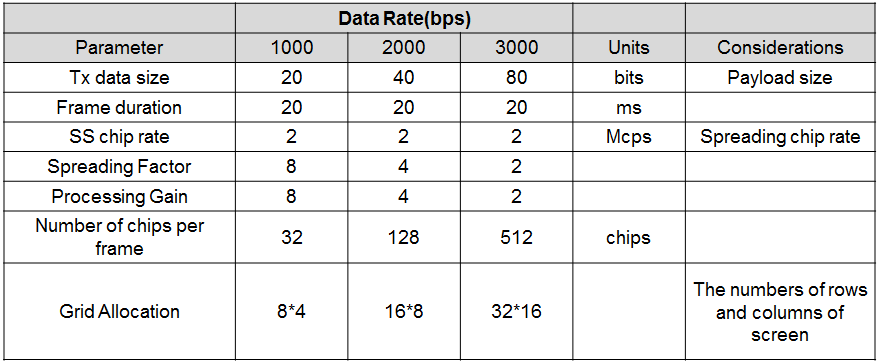 Data Rate(bps)
Parameter 1000 2000 3000 Units Considerations
Tx data size 20 40 80 bits Payload size
Frame duration 20 20 20 ms
SS chip rate 2 2 2 Mcps Spreading chip rate
Spreading Factor 8 4 2
Processing Gain 8 4 2
Number of chips per
frame 32 128 512 chips
Grid Allocation 8*4 16*8 32*16 The numbers of rows
and columns of
screen